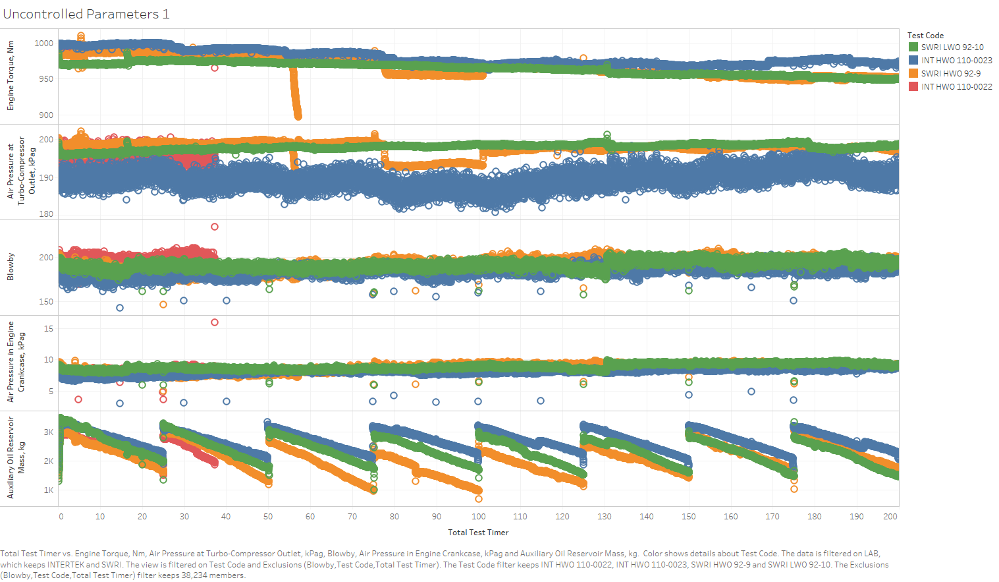 Uncontrolled Parameters 1
Test Code
SWRI LWO 92-10
INT HWO 110-0023
SWRI HWO 92-9
INT HWO 110-0022
Engine Torque, Nm
1000
950
900
Air Pressure at
Turbo-Compressor
Outlet, kPag
200
190
180
Blowby
200
150
Air Pressure in Engine
Crankcase, kPag
15
10
5
Auxiliary Oil Reservoir
Mass, kg
3K
2K
1K
0 10 20 30 40 50 60 70 80 90 100 110 120 130 140 150 160 170 180 190 200
Total Test Timer
Total Test Timer vs. Engine Torque, Nm, Air Pressure at Turbo-Compressor Outlet, kPag, Blowby, Air Pressure in Engine Crankcase, kPag and Auxiliary Oil Reservoir Mass, kg.  Color shows details about Test Code. The data is filtered on LAB,
which keeps INTERTEK and SWRI. The view is filtered on Test Code and Exclusions (Blowby,Test Code,Total Test Timer). The Test Code filter keeps INT HWO 110-0022, INT HWO 110-0023, SWRI HWO 92-9 and SWRI LWO 92-10. The Exclusions
(Blowby,Test Code,Total Test Timer) filter keeps 38,234 members.